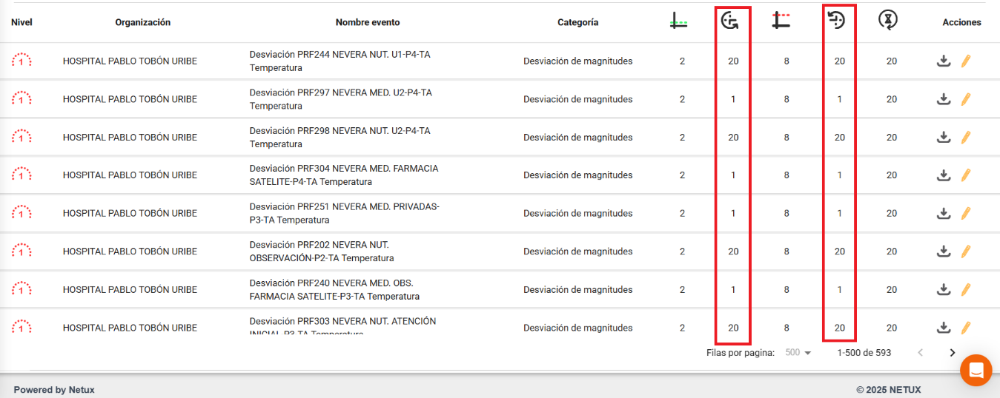 Nivel Organización Nombre evento Categoría Acciones
1 HOSPITAL PABLO TOBÓN URIBE Desviación PRF244 NEVERA NUT. U1-P4-TA Temperatura Desviación de magnitudes 2 20 8 20 20
1 HOSPITAL PABLO TOBÓN URIBE Desviación PRF297 NEVERA MED. U2-P4-TA Temperatura Desviación de magnitudes 2 1 8 1 20
1 HOSPITAL PABLO TOBÓN URIBE Desviación PRF298 NEVERA NUT. U2-P4-TA Temperatura Desviación de magnitudes 2 20 8 20 20
1 HOSPITAL PABLO TOBÓN URIBE Desviación PRF304 NEVERA MED. FARMACIA SATELITE-P4-TA Temperatura Desviación de magnitudes 2 1 8 1 20
1 HOSPITAL PABLO TOBÓN URIBE Desviación PRF251 NEVERA MED. PRIVADAS-P3-TA Temperatura Desviación de magnitudes 2 1 8 1 20
1 HOSPITAL PABLO TOBÓN URIBE Desviación PRF202 NEVERA NUT. OBSERVACIÓN-P2-TA Temperatura Desviación de magnitudes 2 20 8 20 20
1 HOSPITAL PABLO TOBÓN URIBE Desviación PRF240 NEVERA MED. OBS. FARMACIA SATELITE-P3-TA Temperatura Desviación de magnitudes 2 1 8 1 20
1 HOSPITAL PABLO TOBÓN URIBE Desviación PRF303 NEVERA NUT. ATENCIÓN INICIAL-P3-TA Temperatura Desviación de magnitudes 2 20 8 20 20
Filas por pagina: 500 1-500 de 593
Powered by Netux © 2025 NETUX